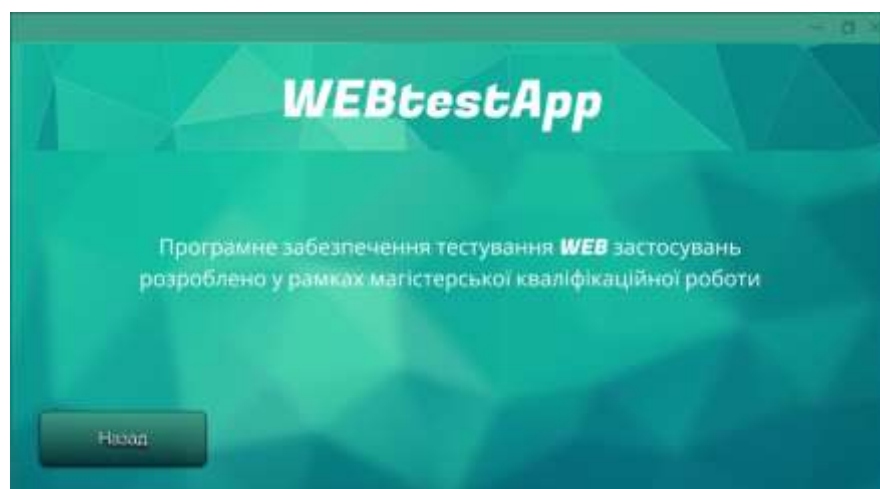 WEBtestApp
Програмне забезпечення тестування WEB застосувань
розроблено у рамках магістерської кваліфікаційної роботи
Назад